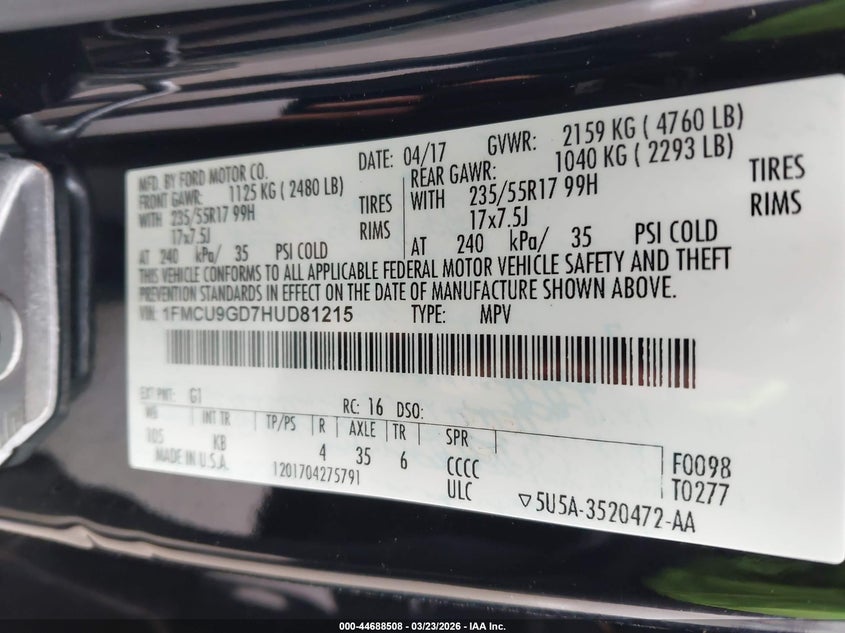 MFD. BY FORD MOTOR CO.
DATE: 04/17 GVWR: 2159 KG ( 4760 LB)
FRONT GAWR: 1125 KG ( 2480 LB) REAR GAWR: 1040 KG ( 2293 LB)
WITH 235/55R17 99H TIRES WITH 235/55R17 99H TIRES
17x7.5J RIMS 17x7.5J RIMS
AT 240 kPa/ 35 PSI COLD AT 240 kPa/ 35 PSI COLD
THIS VEHICLE CONFORMS TO ALL APPLICABLE FEDERAL MOTOR VEHICLE SAFETY AND THEFT
PREVENTION STANDARDS IN EFFECT ON THE DATE OF MANUFACTURE SHOWN ABOVE.
VIN: 1FMCU9GD7HUD81215 TYPE: MPV
EXT PNT: G1 RC: 16 DSO:
WB INT TR TP/PS R AXLE TR SPR
105 KB 4 35 6 CCCC F0098
MADE IN U.S.A. 1201704275791 ULC T0277
▽5U5A-3520472-AA
000-44688508 - 03/23/2026 - IAA Inc.